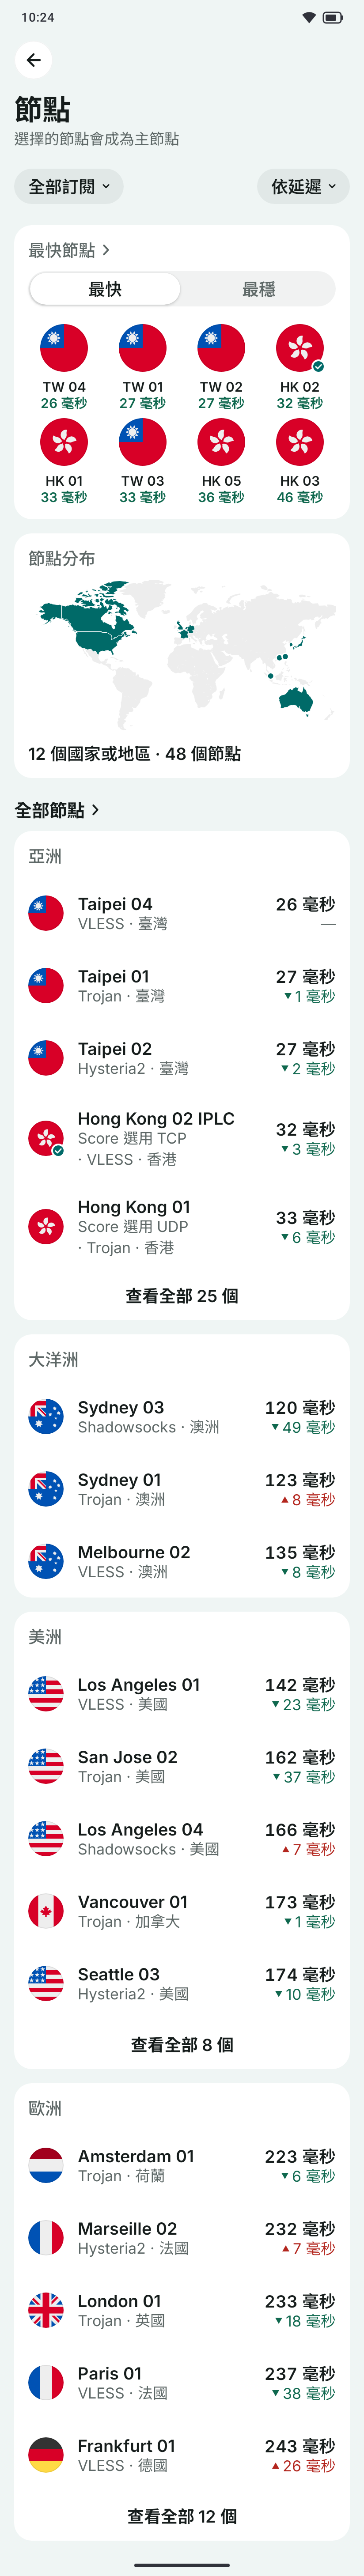 10:24
節點
選擇的節點會成為主節點
全部訂閱
依延遲
最快節點
最快
最穩
TW 04
TW 01
TW 02
HK 02
26 毫秒
27 毫秒
27 毫秒
32 毫秒
HK 01
TW 03
HK 05
HK 03
33 毫秒
33 毫秒
36 毫秒
46 毫秒
節點分布
12 個國家或地區 · 48 個節點
全部節點
亞洲
Taipei 04
26 毫秒
VLESS · 臺灣
—
Taipei 01
27 毫秒
Trojan · 臺灣
▼1 毫秒
Taipei 02
27 毫秒
Hysteria2 · 臺灣
▼2 毫秒
Hong Kong 02 IPLC
32 毫秒
Score 選用 TCP
· VLESS · 香港
▼3 毫秒
Hong Kong 01
33 毫秒
Score 選用 UDP
· Trojan · 香港
▼6 毫秒
查看全部 25 個
大洋洲
Sydney 03
120 毫秒
Shadowsocks · 澳洲
▼49 毫秒
Sydney 01
123 毫秒
Trojan · 澳洲
▲8 毫秒
Melbourne 02
135 毫秒
VLESS · 澳洲
▼8 毫秒
美洲
Los Angeles 01
142 毫秒
VLESS · 美國
▼23 毫秒
San Jose 02
162 毫秒
Trojan · 美國
▼37 毫秒
Los Angeles 04
166 毫秒
Shadowsocks · 美國
▲7 毫秒
Vancouver 01
173 毫秒
Trojan · 加拿大
▼1 毫秒
Seattle 03
174 毫秒
Hysteria2 · 美國
▼10 毫秒
查看全部 8 個
歐洲
Amsterdam 01
223 毫秒
Trojan · 荷蘭
▼6 毫秒
Marseille 02
232 毫秒
Hysteria2 · 法國
▲7 毫秒
London 01
233 毫秒
Trojan · 英國
▼18 毫秒
Paris 01
237 毫秒
VLESS · 法國
▼38 毫秒
Frankfurt 01
243 毫秒
VLESS · 德國
▲26 毫秒
查看全部 12 個